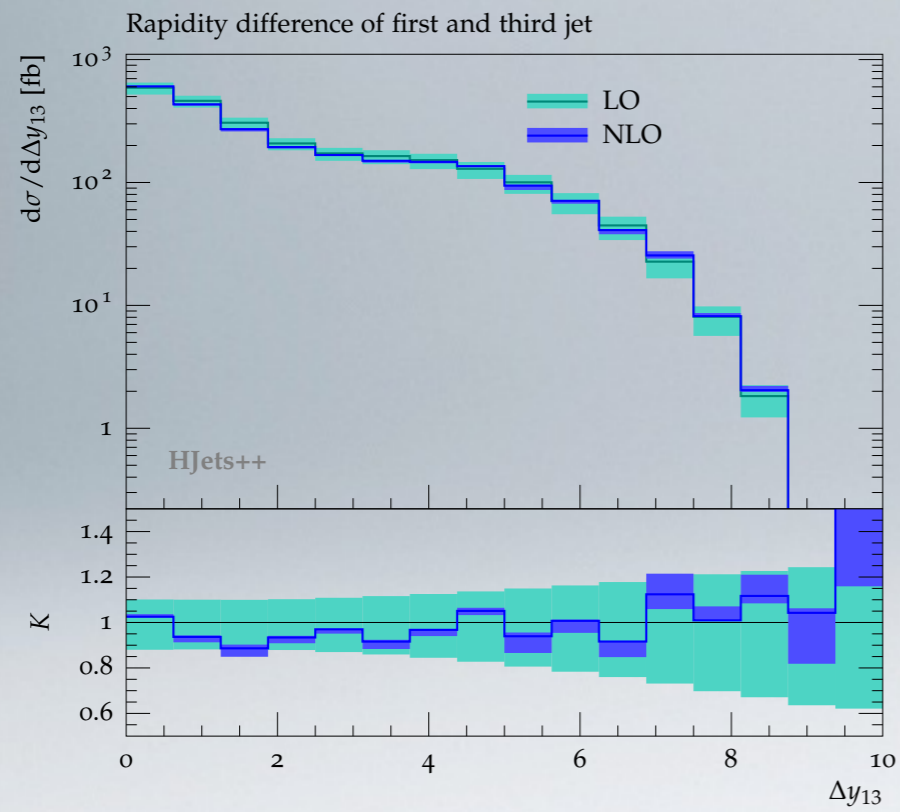 Rapidity difference of first and third jet
dσ/dΔy₁₃ [fb]
10³
10²
10¹
1
LO
NLO
HJets++
K
1.4
1.2
1
0.8
0.6
0 2 4 6 8 10
Δy₁₃